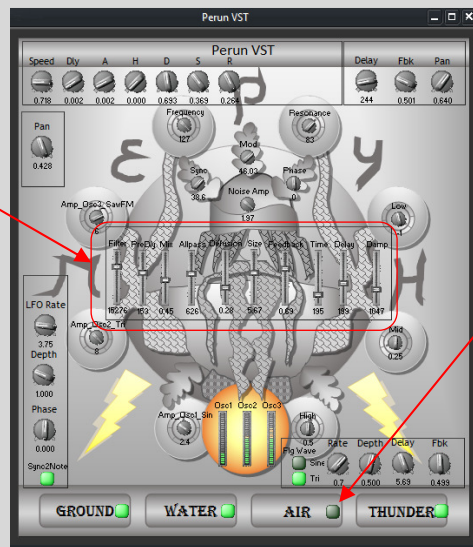 Perun VST
Perun VST
Speed Dly A H D S R
0.718 0.002 0.002 0.000 0.693 0.369 0.264
Delay Fbk Pan
244 0.501 0.640
Pan
0.428
Frequency
127
Resonance
83
Mod
46.03
Sync
38.6
Phase
0
Noise Amp
1.97
Amp_Osc3_SawFM
6
Low
1
Filter PreDly Mix Allpass Diffusion Size Feedback Time Delay Damp
15276 153 0.45 626 0.28 5.67 0.69 195 199 1047
LFO Rate
3.75
Depth
1.000
Phase
0.000
Sync2Note
Amp_Osc2_Tri
8
Mid
0.25
Amp_Osc1_Sin
2.4
Osc1 Osc2 Osc3
High
0.5
Flg Wave
Sine
Tri
Rate Depth Delay Fbk
0.7 0.500 5.69 0.499
GROUND WATER AIR THUNDER